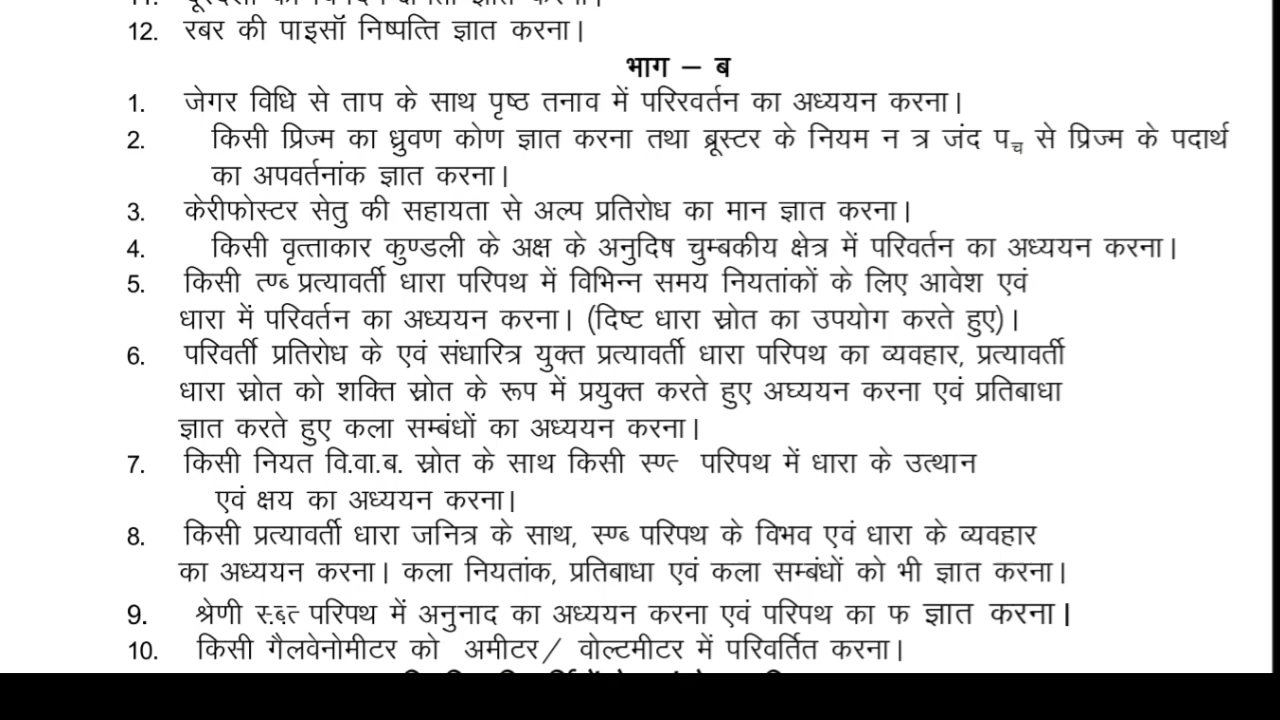 12. रबर की पाइसॉ निष्पत्ति ज्ञात करना।
भाग – ब
1. जेगर विधि से ताप के साथ पृष्ठ तनाव में परिरवर्तन का अध्ययन करना।
2. किसी प्रिज्म का ध्रुवण कोण ज्ञात करना तथा ब्रूस्टर के नियम न त्र जंद प च से प्रिज्म के पदार्थ
का अपवर्तनांक ज्ञात करना।
3. केरीफोस्टर सेतु की सहायता से अल्प प्रतिरोध का मान ज्ञात करना।
4. किसी वृत्ताकार कुण्डली के अक्ष के अनुदिष चुम्बकीय क्षेत्र में परिवर्तन का अध्ययन करना।
5. किसी त्ण्ब् प्रत्यावर्ती धारा परिपथ में विभिन्न समय नियतांकों के लिए आवेश एवं
धारा में परिवर्तन का अध्ययन करना। (दिष्ट धारा स्रोत का उपयोग करते हुए)।
6. परिवर्ती प्रतिरोध के एवं संधारित्र युक्त प्रत्यावर्ती धारा परिपथ का व्यवहार, प्रत्यावर्ती
धारा स्रोत को शक्ति स्रोत के रूप में प्रयुक्त करते हुए अघ्ययन करना एवं प्रतिबाधा
ज्ञात करते हुए कला सम्बंधों का अध्ययन करना।
7. किसी नियत वि.वा.ब. स्रोत के साथ किसी स्ण्त् परिपथ में धारा के उत्थान
एवं क्षय का अध्ययन करना।
8. किसी प्रत्यावर्ती धारा जनित्र के साथ, स्ण्ब् परिपथ के विभव एवं धारा के व्यवहार
का अध्ययन करना। कला नियतांक, प्रतिबाधा एवं कला सम्बंधों को भी ज्ञात करना।
9. श्रेणी परिपथ में अनुनाद का अध्ययन करना एवं परिपथ का फ ज्ञात करना।
10. किसी गैलवेनोमीटर को अमीटर/ वोल्टमीटर में परिवर्तित करना।